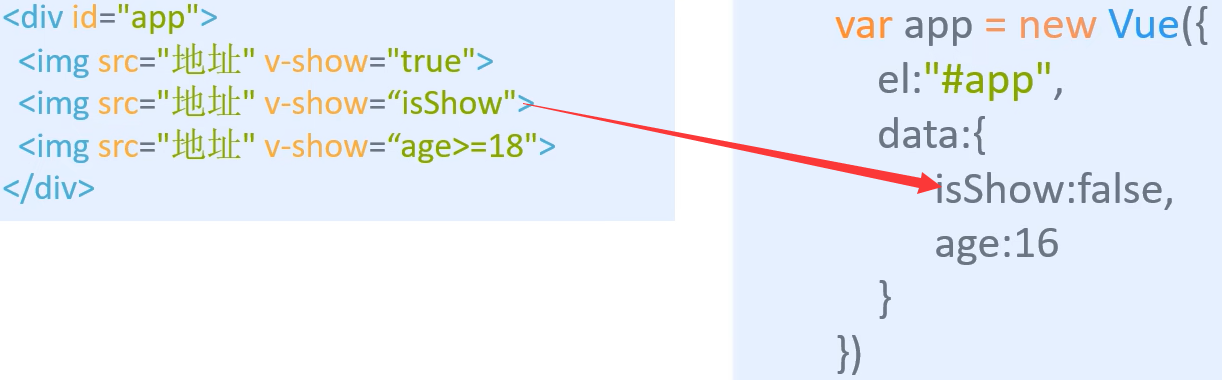 <div id="app">
<img src="地址" v-show="true">
<img src="地址" v-show=“isShow">
<img src="地址" v-show=“age>=18">
</div>
var app = new Vue({
el:"#app",
data:{
isShow:false,
age:16
}
})